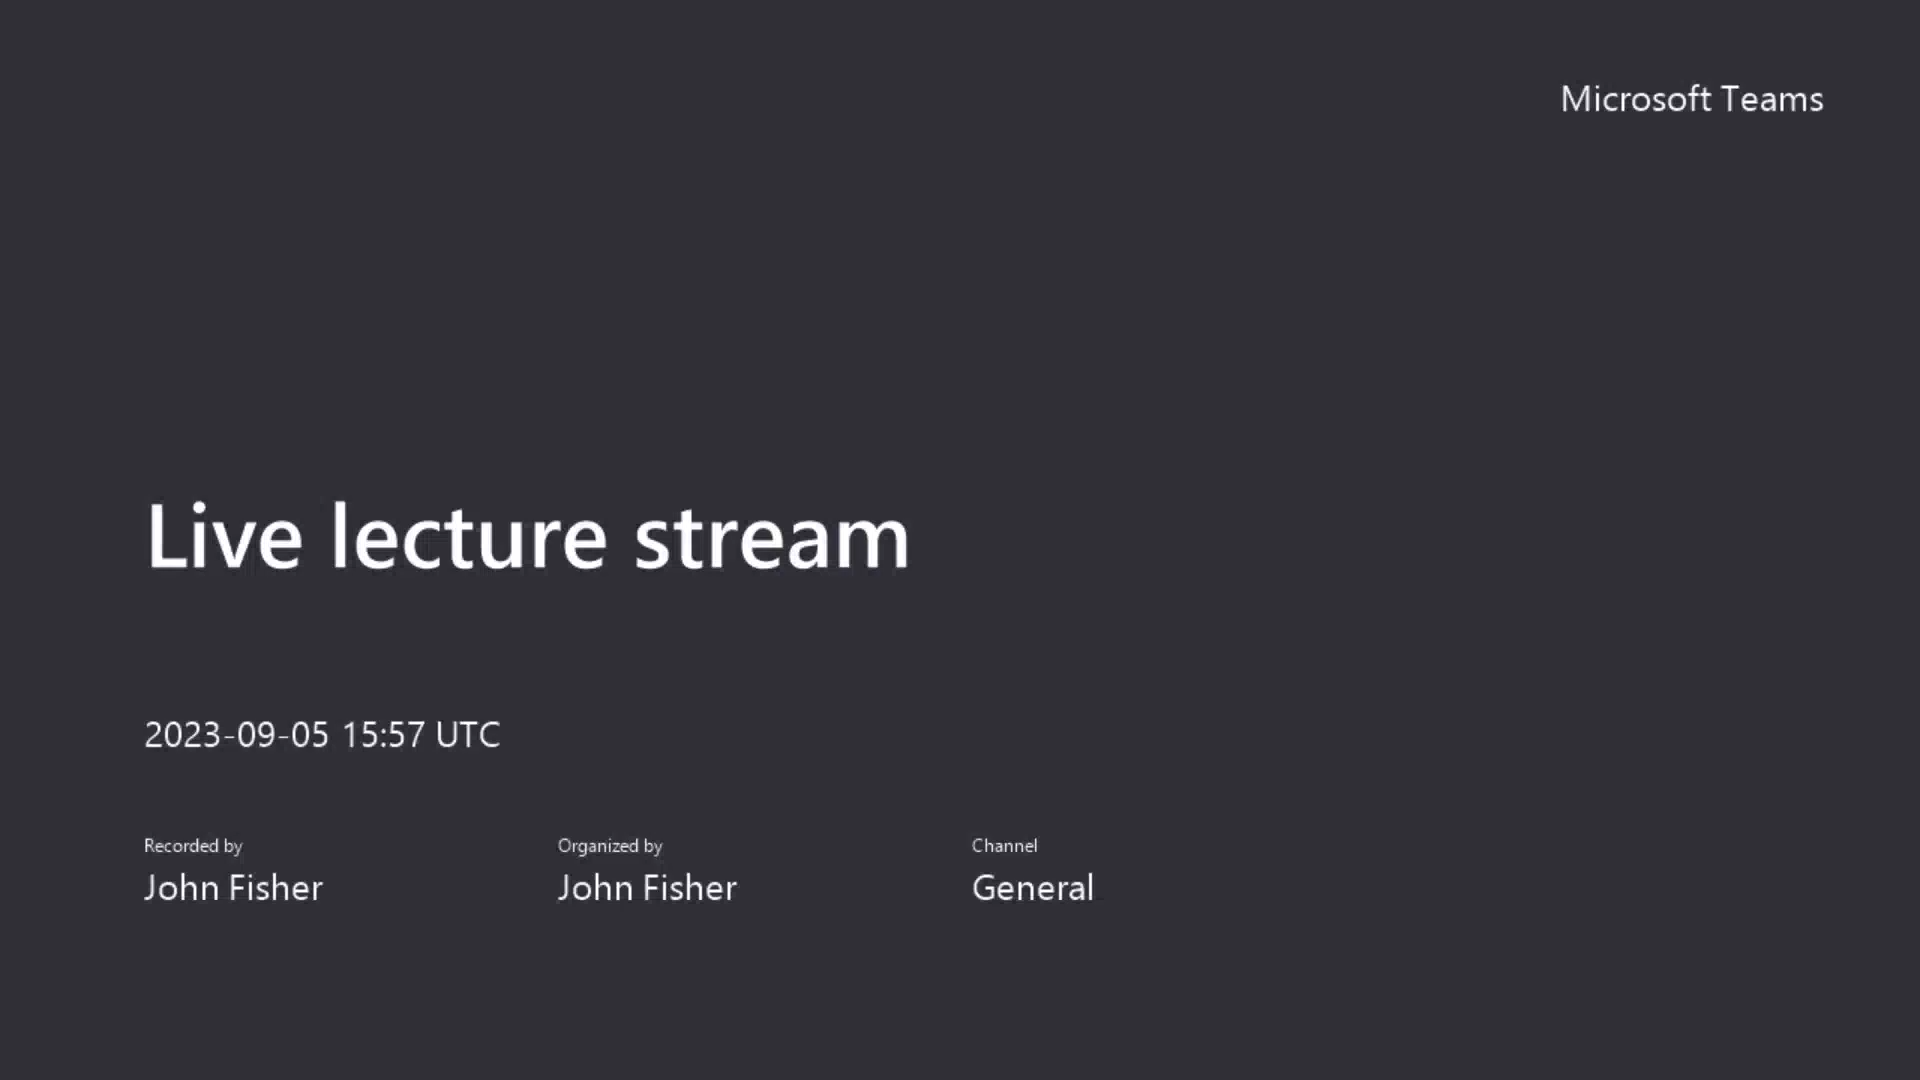 Microsoft Teams
Live lecture stream
2023-09-05 15:57 UTC
Recorded by
John Fisher
Organized by
John Fisher
Channel
General